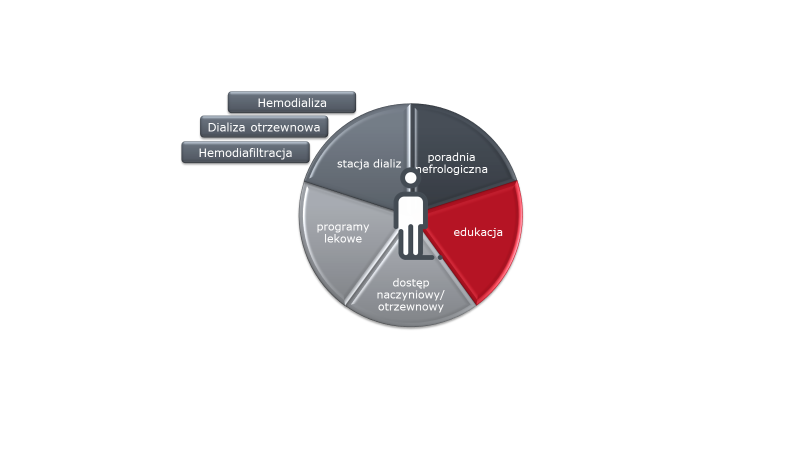 Hemodializa
Dializa otrzewnowa
Hemodiafiltracja
stacja dializ
poradnia
nefrologiczna
programy
lekowe
edukacja
dostęp
naczyniowy/
otrzewnowy